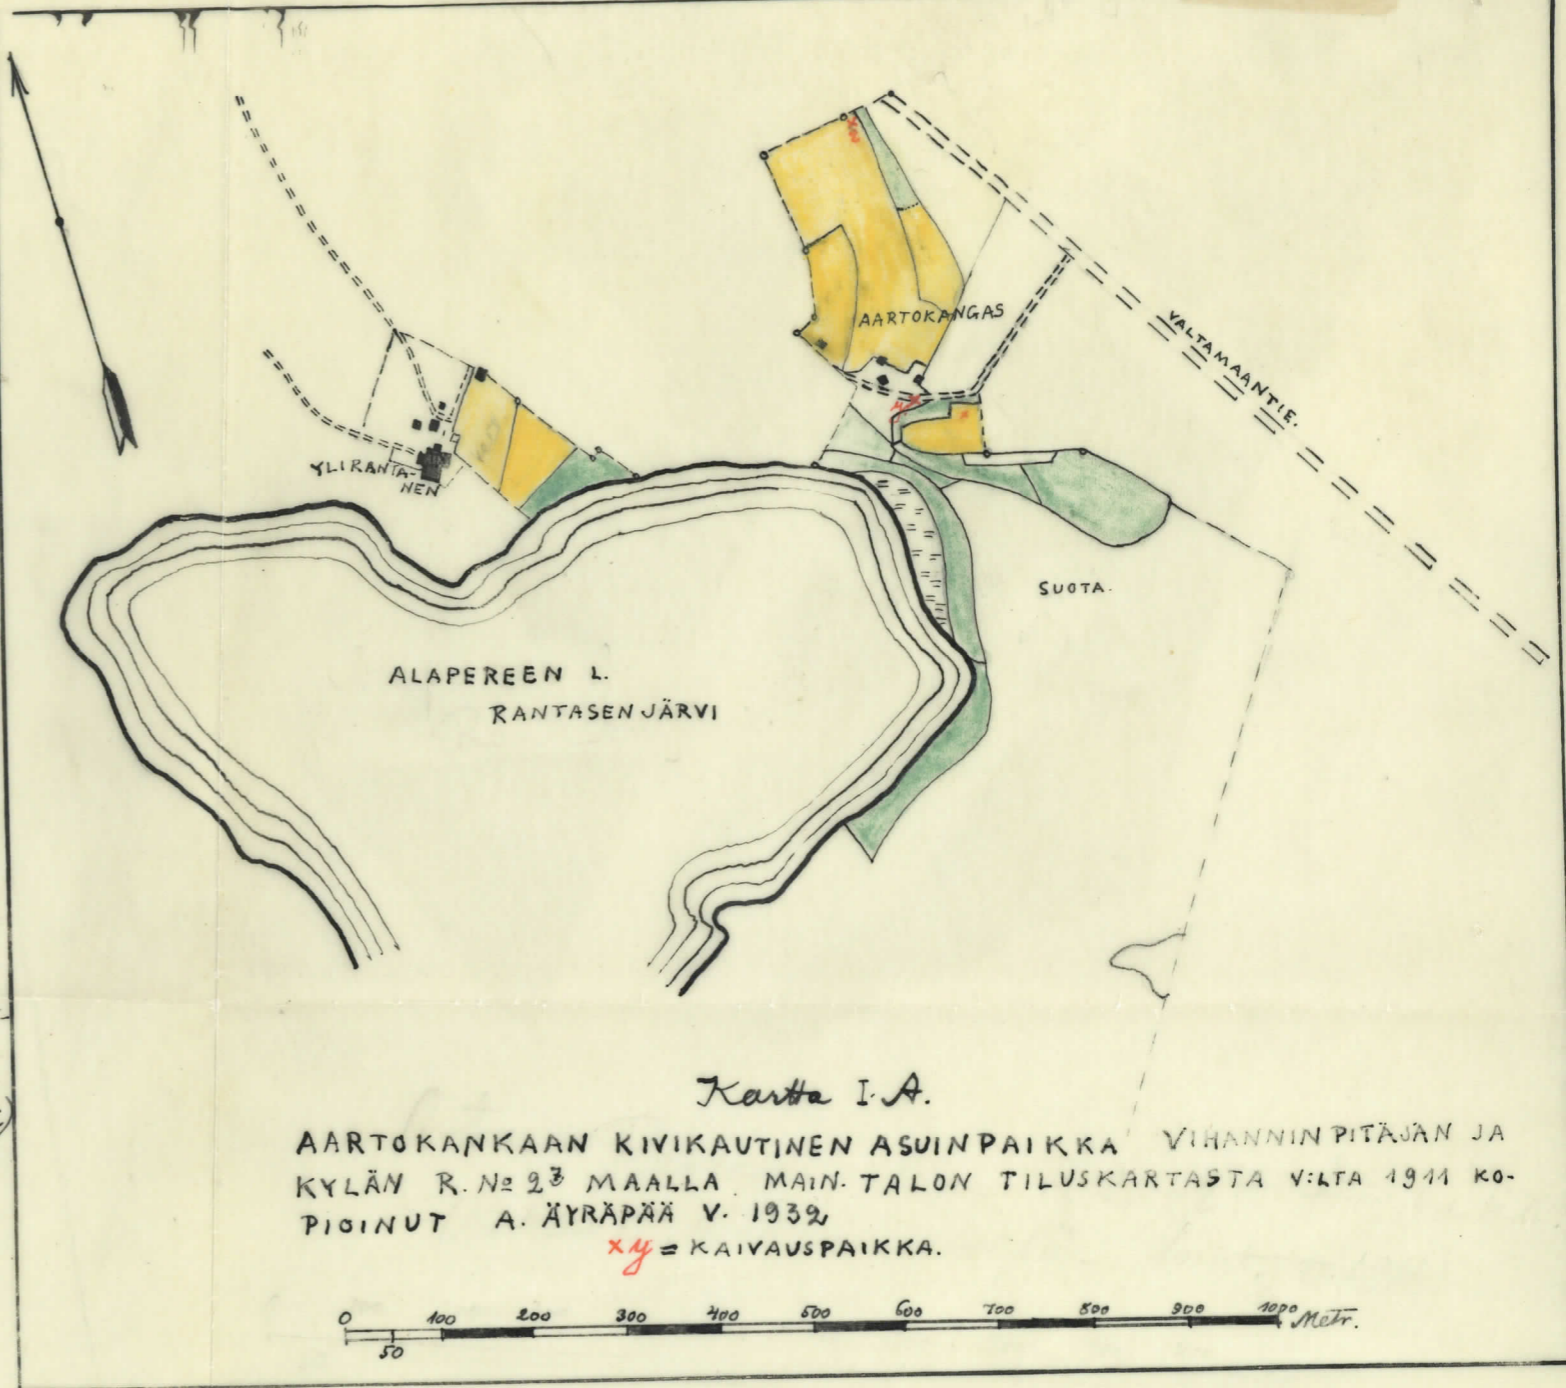 AARTOKANGAS
VALTAMAANTIE.
YLIRANTA-
NEN
SUOTA.
ALAPEREEN L.
RANTASENJÄRVI
Kartta I. A.
AARTOKANKAAN KIVIKAUTINEN ASUINPAIKKA VIHANNIN PITÄJÄN JA
KYLÄN R. No 2³ MAALLA. MAIN. TALON TILUSKARTASTA V:LTA 1911 KO-
PIOINUT A. ÄYRÄPÄÄ V. 1932
xy = KAIVAUSPAIKKA.
0 100 200 300 400 500 600 700 800 900 1000 Metr.
50